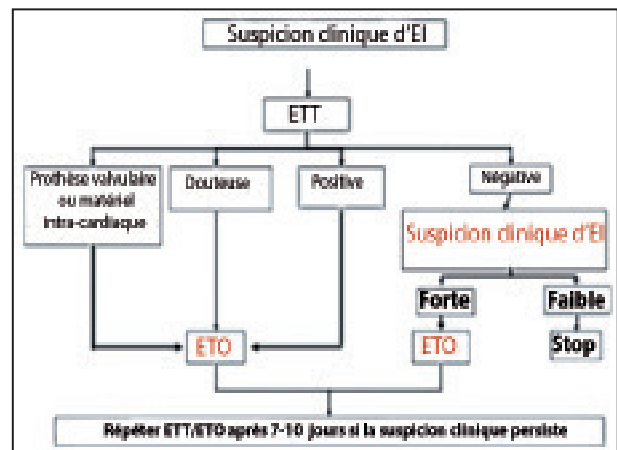 Suspicion clinique d'EI
ETT
Prothèse valvulaire
ou matériel
intra-cardiaque
Douteuse
Positive
Négative
Suspicion clinique d'EI
Forte
Faible
ETO
ETO
Stop
Répéter ETT/ETO après 7-10 jours si la suspicion clinique persiste